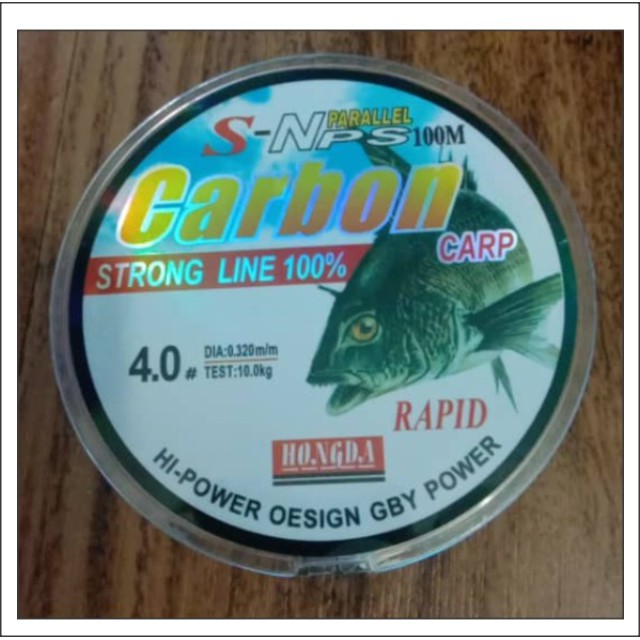 PARALLEL
S-NPS 100M
Carbon
CARP
STRONG LINE 100%
4.0 # DIA:0.320m/m
TEST:10.0kg
RAPID
HONGDA
HI-POWER OESIGN GBY POWER